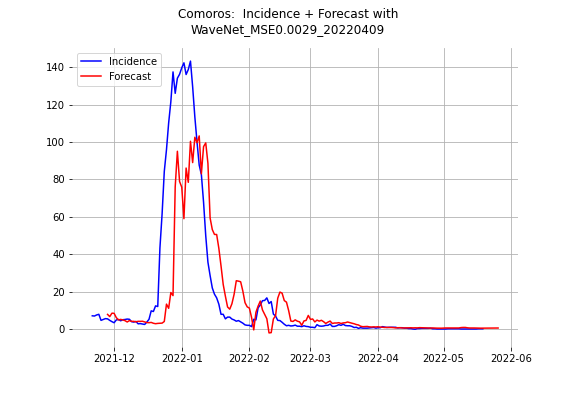 Comoros:  Incidence + Forecast with
WaveNet_MSE0.0029_20220409
Incidence
Forecast
140
120
100
80
60
40
20
0
2021-12 2022-01 2022-02 2022-03 2022-04 2022-05 2022-06